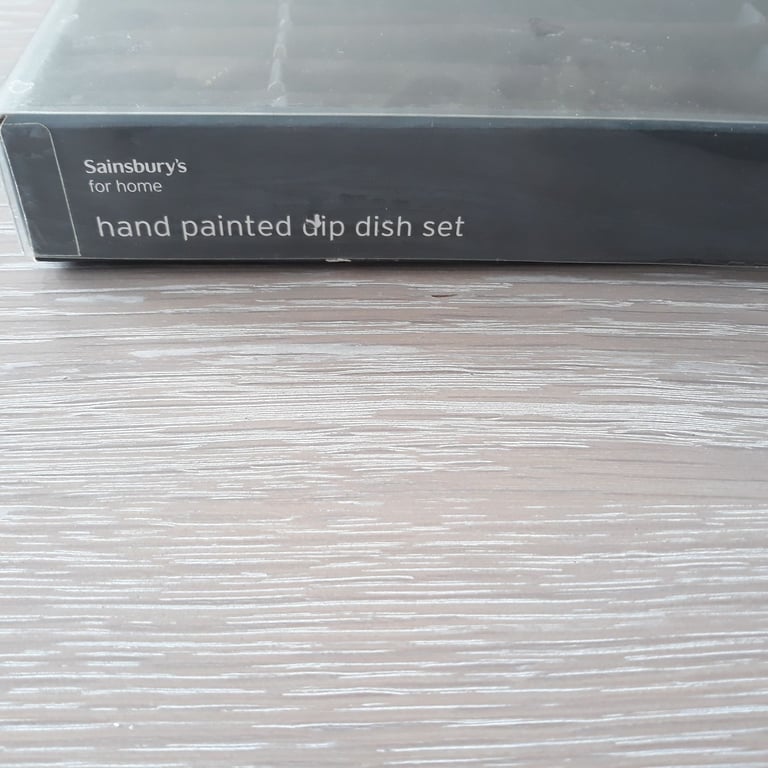 Sainsbury's
for home
hand painted dip dish set